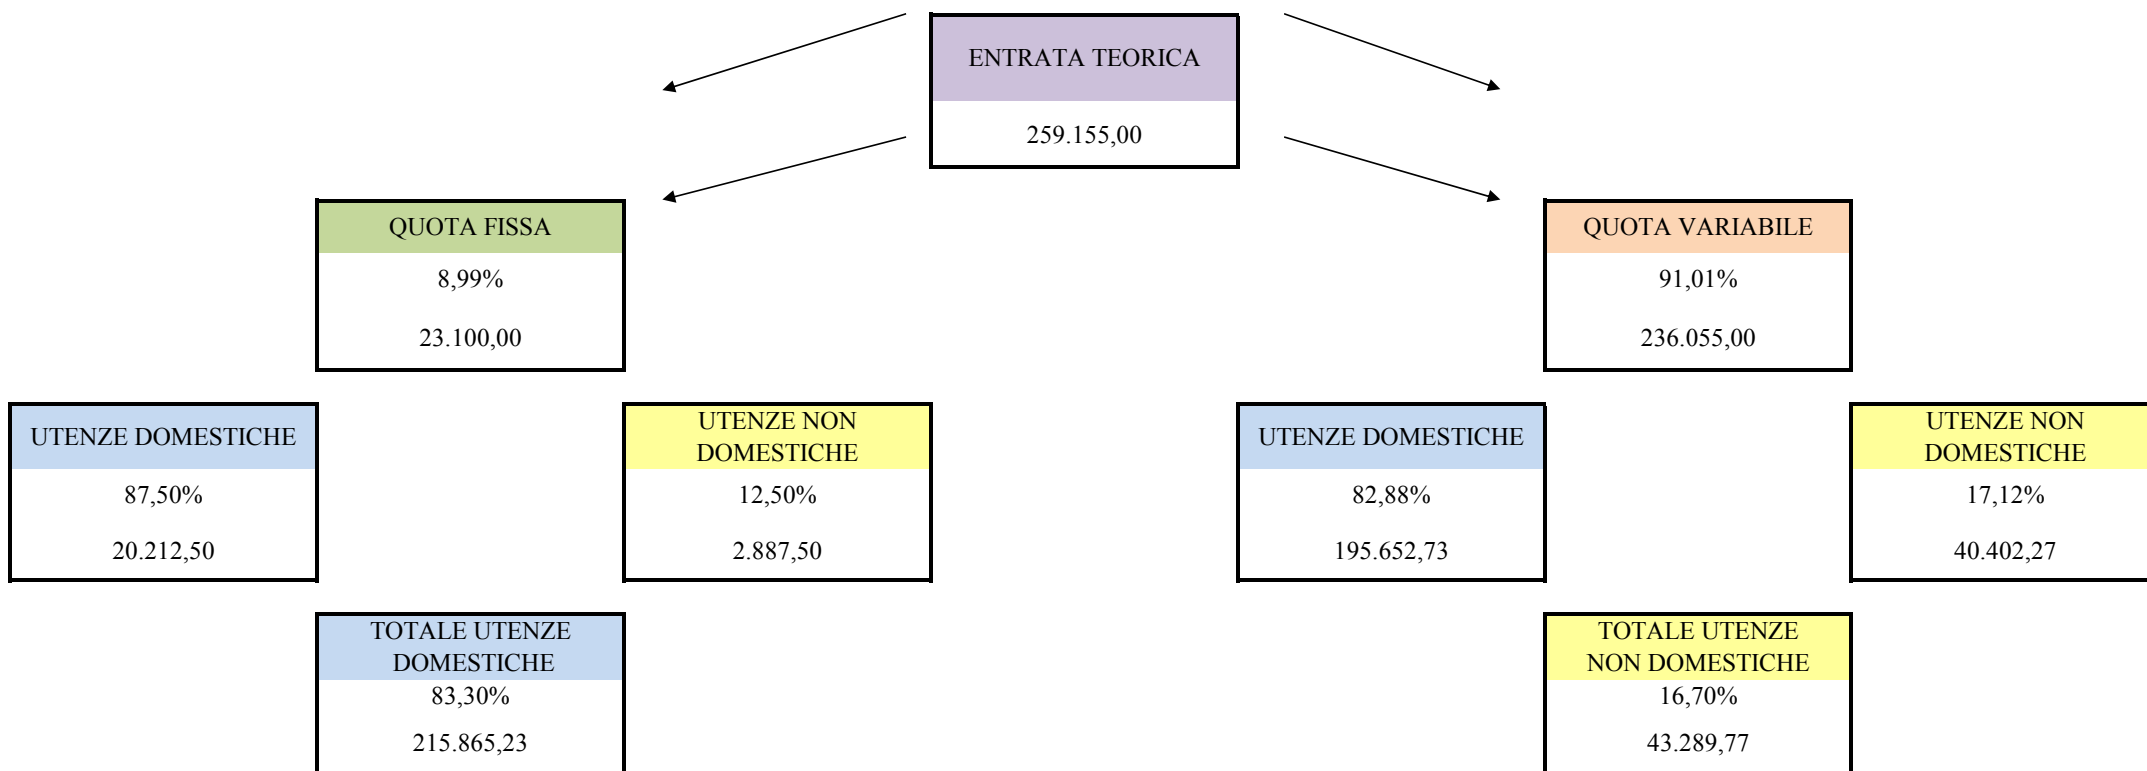 ENTRATA TEORICA
259.155,00
QUOTA FISSA
8,99%
23.100,00
QUOTA VARIABILE
91,01%
236.055,00
UTENZE DOMESTICHE
87,50%
20.212,50
UTENZE NON
DOMESTICHE
12,50%
2.887,50
UTENZE DOMESTICHE
82,88%
195.652,73
UTENZE NON
DOMESTICHE
17,12%
40.402,27
TOTALE UTENZE
DOMESTICHE
83,30%
215.865,23
TOTALE UTENZE
NON DOMESTICHE
16,70%
43.289,77